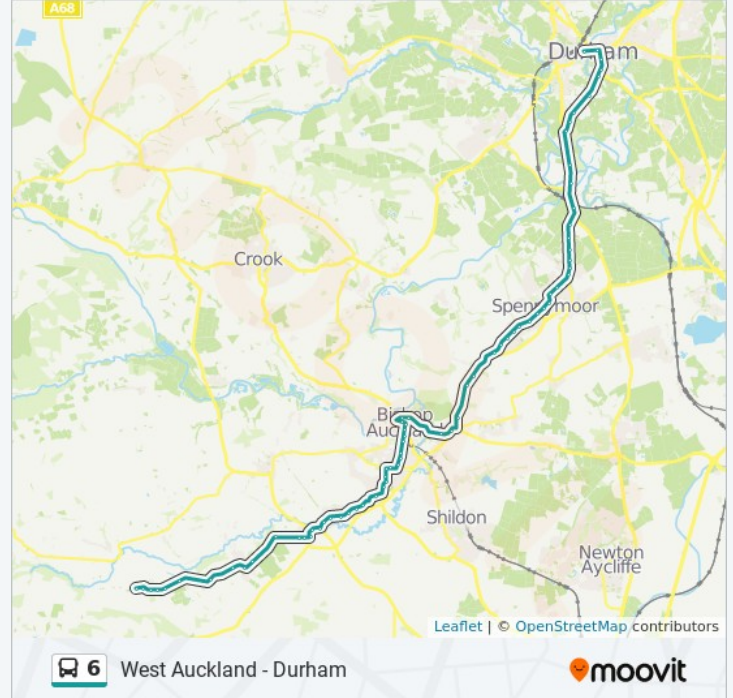 A68
Durham
Crook
Spennymoor
Bishop
Auckland
Shildon
Newton
Aycliffe
Leaflet | © OpenStreetMap contributors
6 West Auckland - Durham
moovit